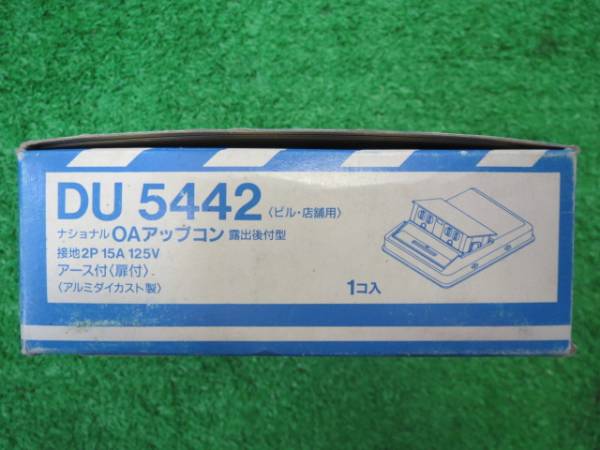 DU 5442〈ビル・店舗用〉
ナショナル OAアップコン 露出後付型
接地2P 15A 125V
アース付〈扉付〉
〈アルミダイカスト製〉
1コ入